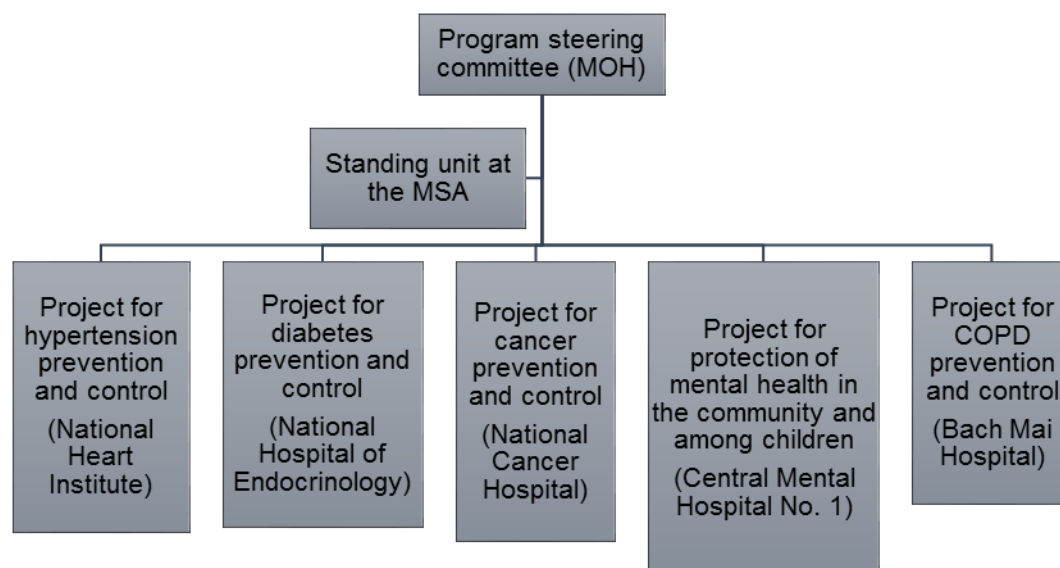 Program steering
committee (MOH)
Standing unit at
the MSA
Project for
hypertension
prevention
and control
(National
Heart
Institute)
Project for
diabetes
prevention and
control
(National
Hospital of
Endocrinology)
Project for
cancer
prevention
and control
(National
Cancer
Hospital)
Project for
protection of
mental health in
the community and
among children
(Central Mental
Hospital No. 1)
Project for
COPD
prevention
and control
(Bach Mai
Hospital)